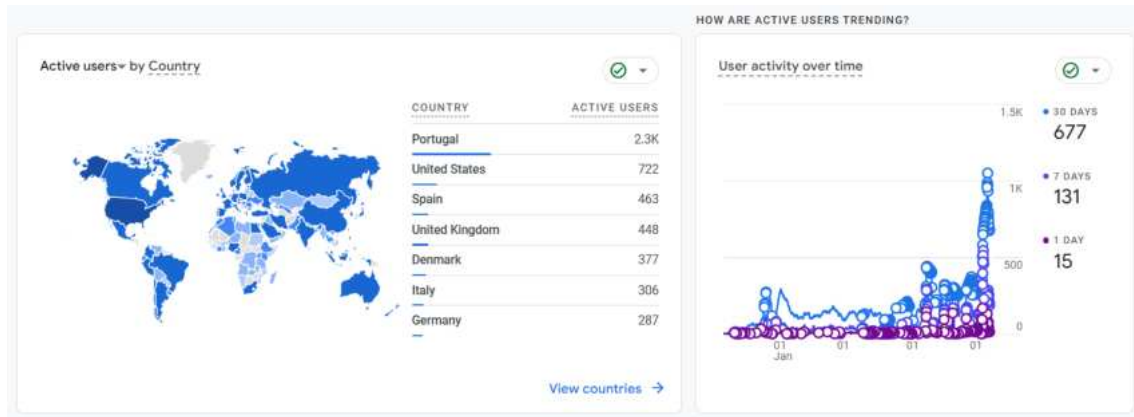 HOW ARE ACTIVE USERS TRENDING?
Active users by Country
COUNTRY ACTIVE USERS
Portugal 2.3K
United States 722
Spain 463
United Kingdom 448
Denmark 377
Italy 306
Germany 287
View countries
User activity over time
1.5K
1K
500
0
01
Jan
01
01
01
30 DAYS
677
7 DAYS
131
1 DAY
15